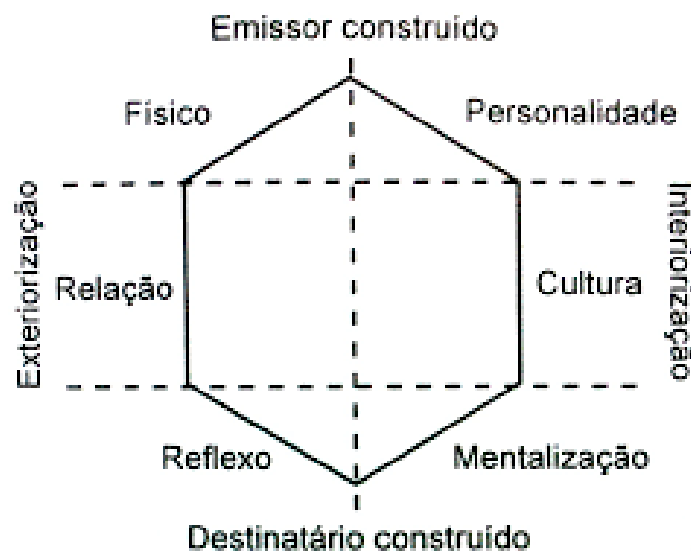 Emissor construído
Físico
Personalidade
Exteriorização
Interiorização
Relação
Cultura
Reflexo
Mentalização
Destinatário construído